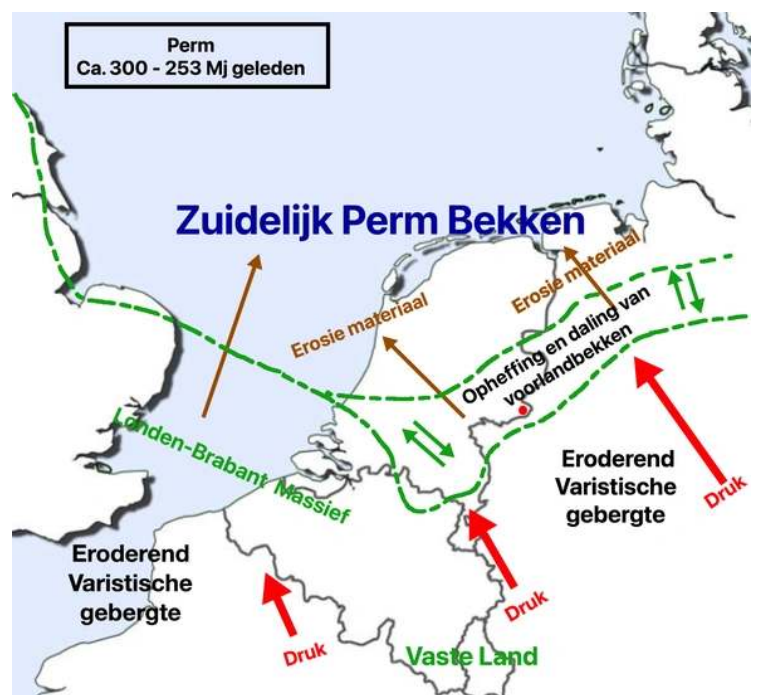 Perm
Ca. 300 - 253 Mj geleden
Zuidelijk Perm Bekken
Erosie materiaal
Erosie materiaal
Opheffing en daling van
voorlandbekken
Londen-Brabant Massief
Eroderend
Varistische
gebergte
Druk
Eroderend
Varistische
gebergte
Druk
Druk
Vaste Land